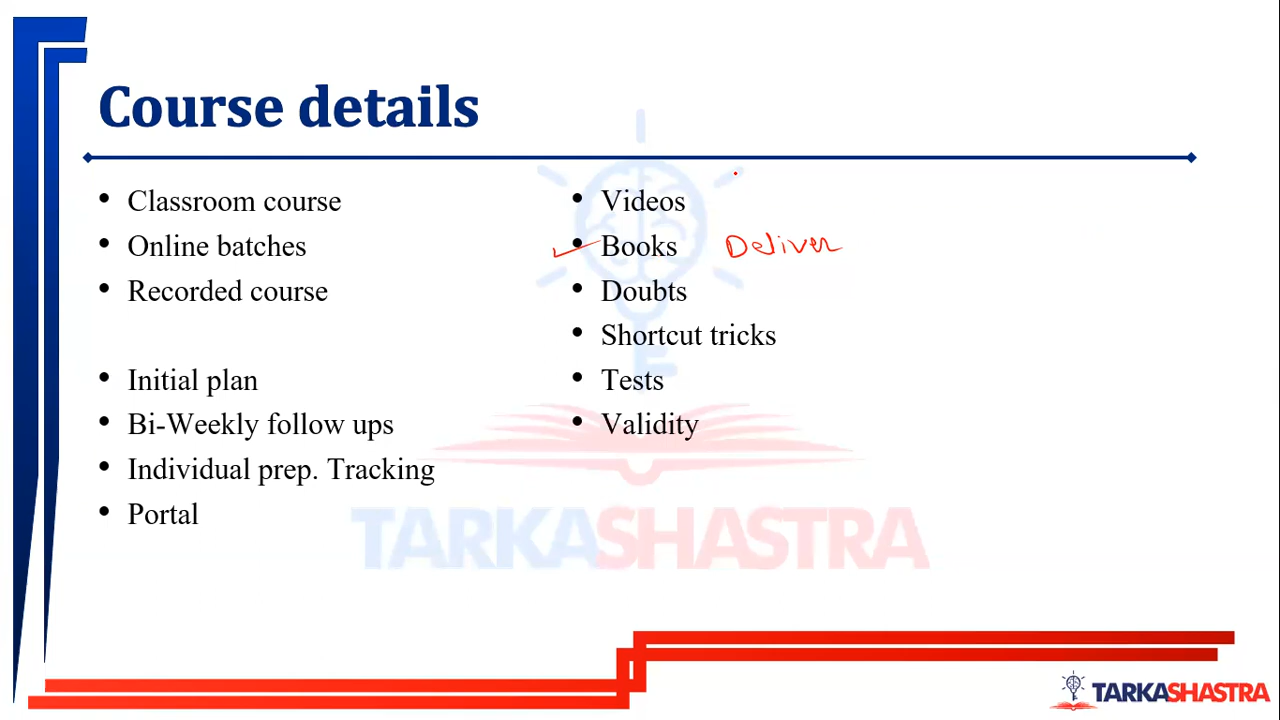 Course details
Classroom course
Online batches
Recorded course
Initial plan
Bi-Weekly follow ups
Individual prep. Tracking
Portal
Videos
Books Deliver
Doubts
Shortcut tricks
Tests
Validity
TARKASHASTRA
TARKASHASTRA